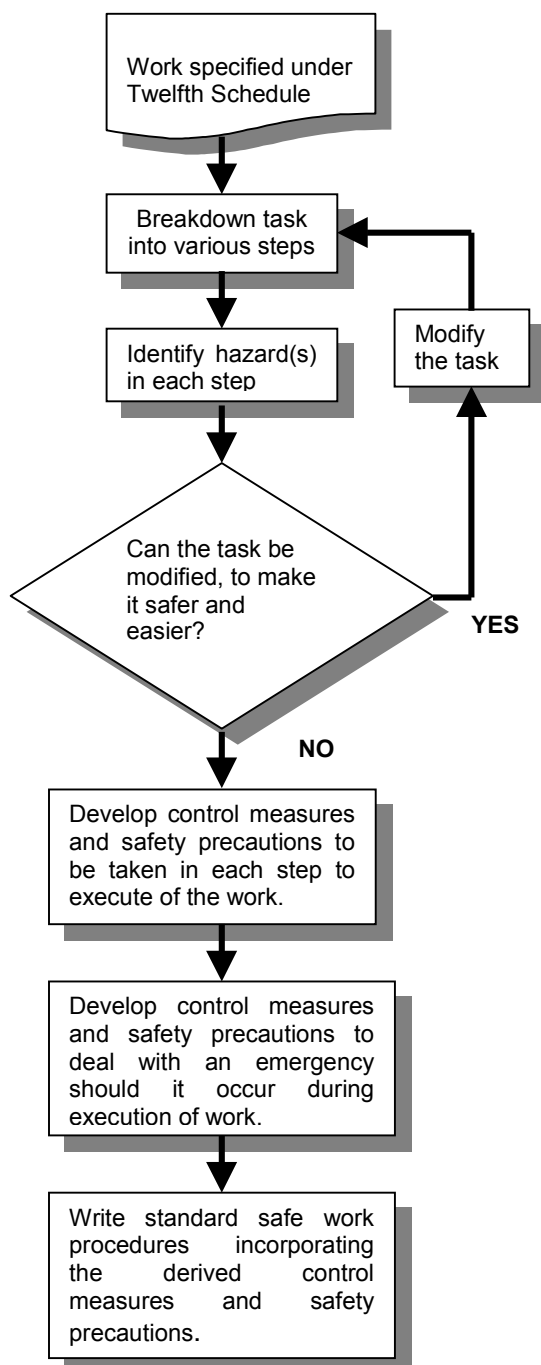 Work specified under
Twelfth Schedule
Breakdown task
into various steps
Identify hazard(s)
in each step
Modify
the task
Can the task be
modified, to make
it safer and
easier?
YES
NO
Develop control measures
and safety precautions to
be taken in each step to
execute of the work.
Develop control measures
and safety precautions to
deal with an emergency
should it occur during
execution of work.
Write standard safe work
procedures incorporating
the derived control
measures and safety
precautions.